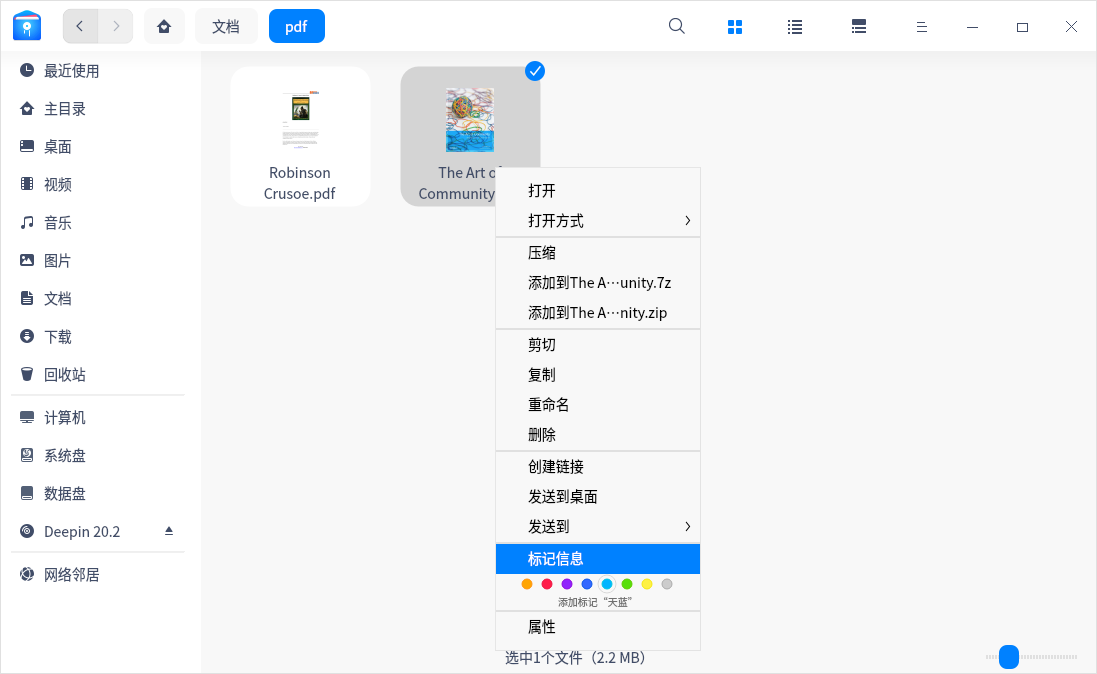 文档
pdf
最近使用
主目录
桌面
视频
音乐
图片
文档
下载
回收站
计算机
系统盘
数据盘
Deepin 20.2
网络邻居
Robinson
Crusoe.pdf
The Art of
Community
打开
打开方式
压缩
添加到The A···unity.7z
添加到The A···nity.zip
剪切
复制
重命名
删除
创建链接
发送到桌面
发送到
标记信息
添加标记“天蓝”
属性
选中1个文件（2.2 MB）